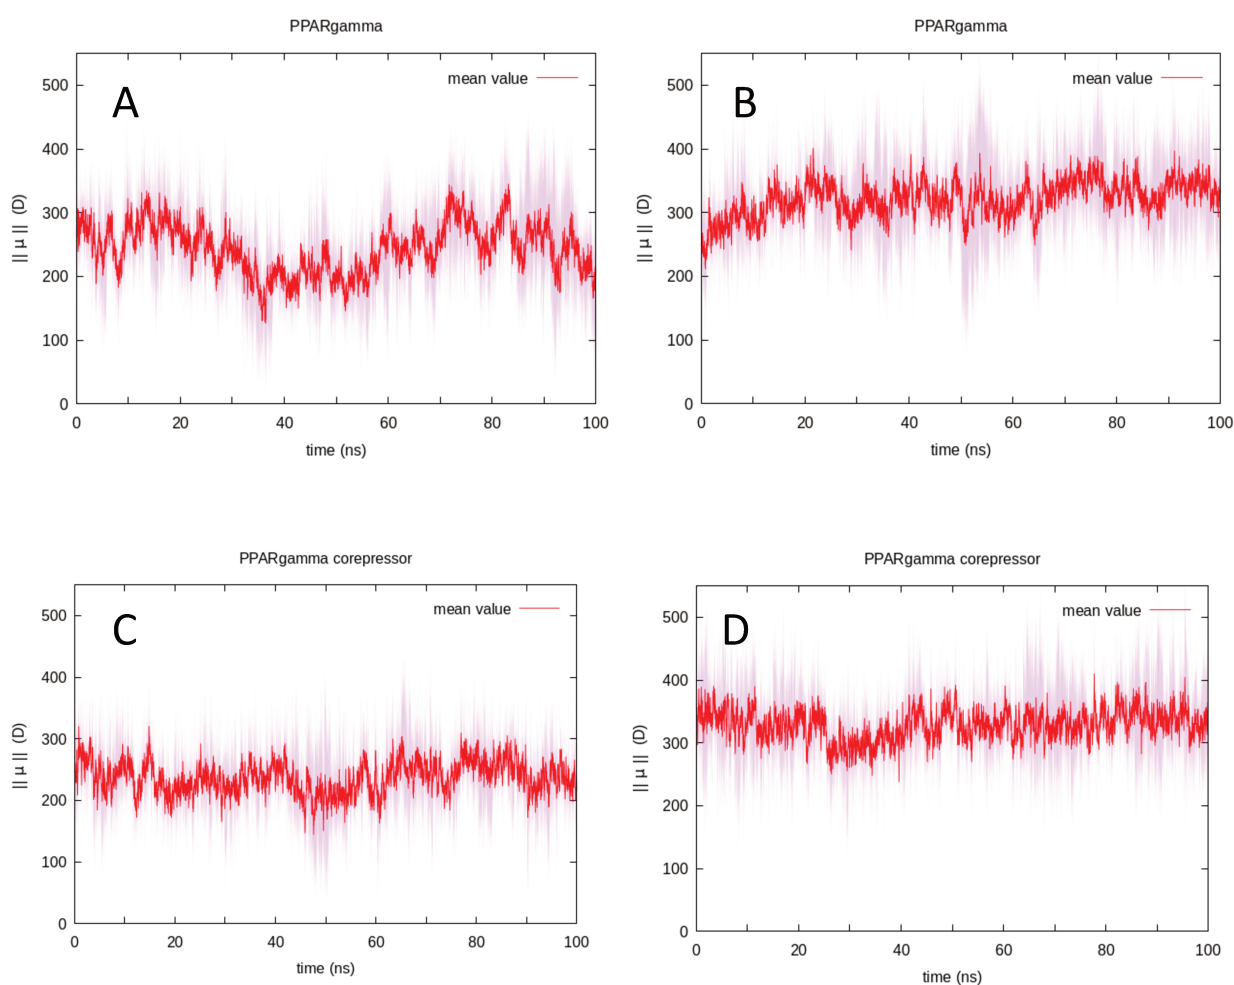 PPARgamma
mean value
A
500
400
300
200
100
0
|| μ || (D)
0 20 40 60 80 100
time (ns)
PPARgamma
mean value
B
500
400
300
200
100
0
|| μ || (D)
0 20 40 60 80 100
time (ns)
PPARgamma corepressor
mean value
C
500
400
300
200
100
0
|| μ || (D)
0 20 40 60 80 100
time (ns)
PPARgamma corepressor
mean value
D
500
400
300
200
100
0
|| μ || (D)
0 20 40 60 80 100
time (ns)